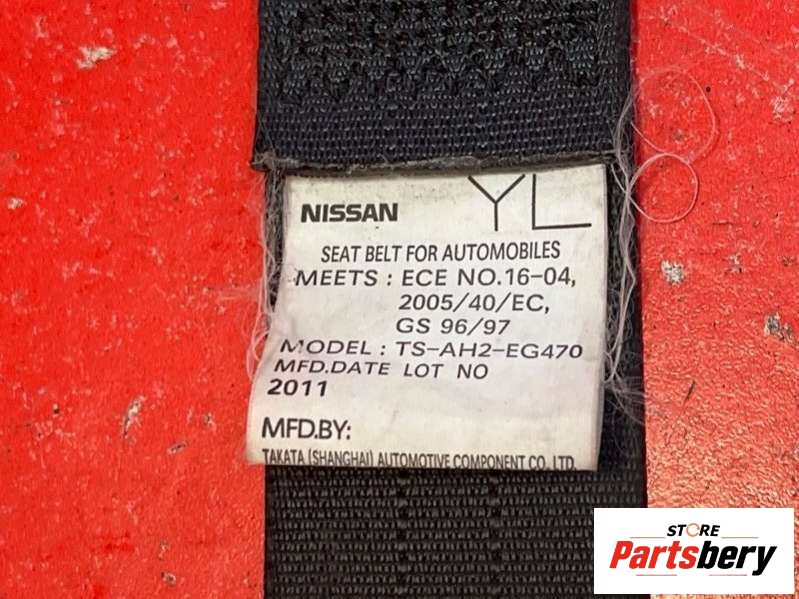 NISSAN YL
SEAT BELT FOR AUTOMOBILES
MEETS : ECE NO.16-04,
2005/40/EC,
GS 96/97
MODEL : TS-AH2-EG470
MFD.DATE LOT NO
2011
MFD.BY:
TAKATA (SHANGHAI) AUTOMOTIVE COMPONENT CO., LTD.
STORE
Partsbery